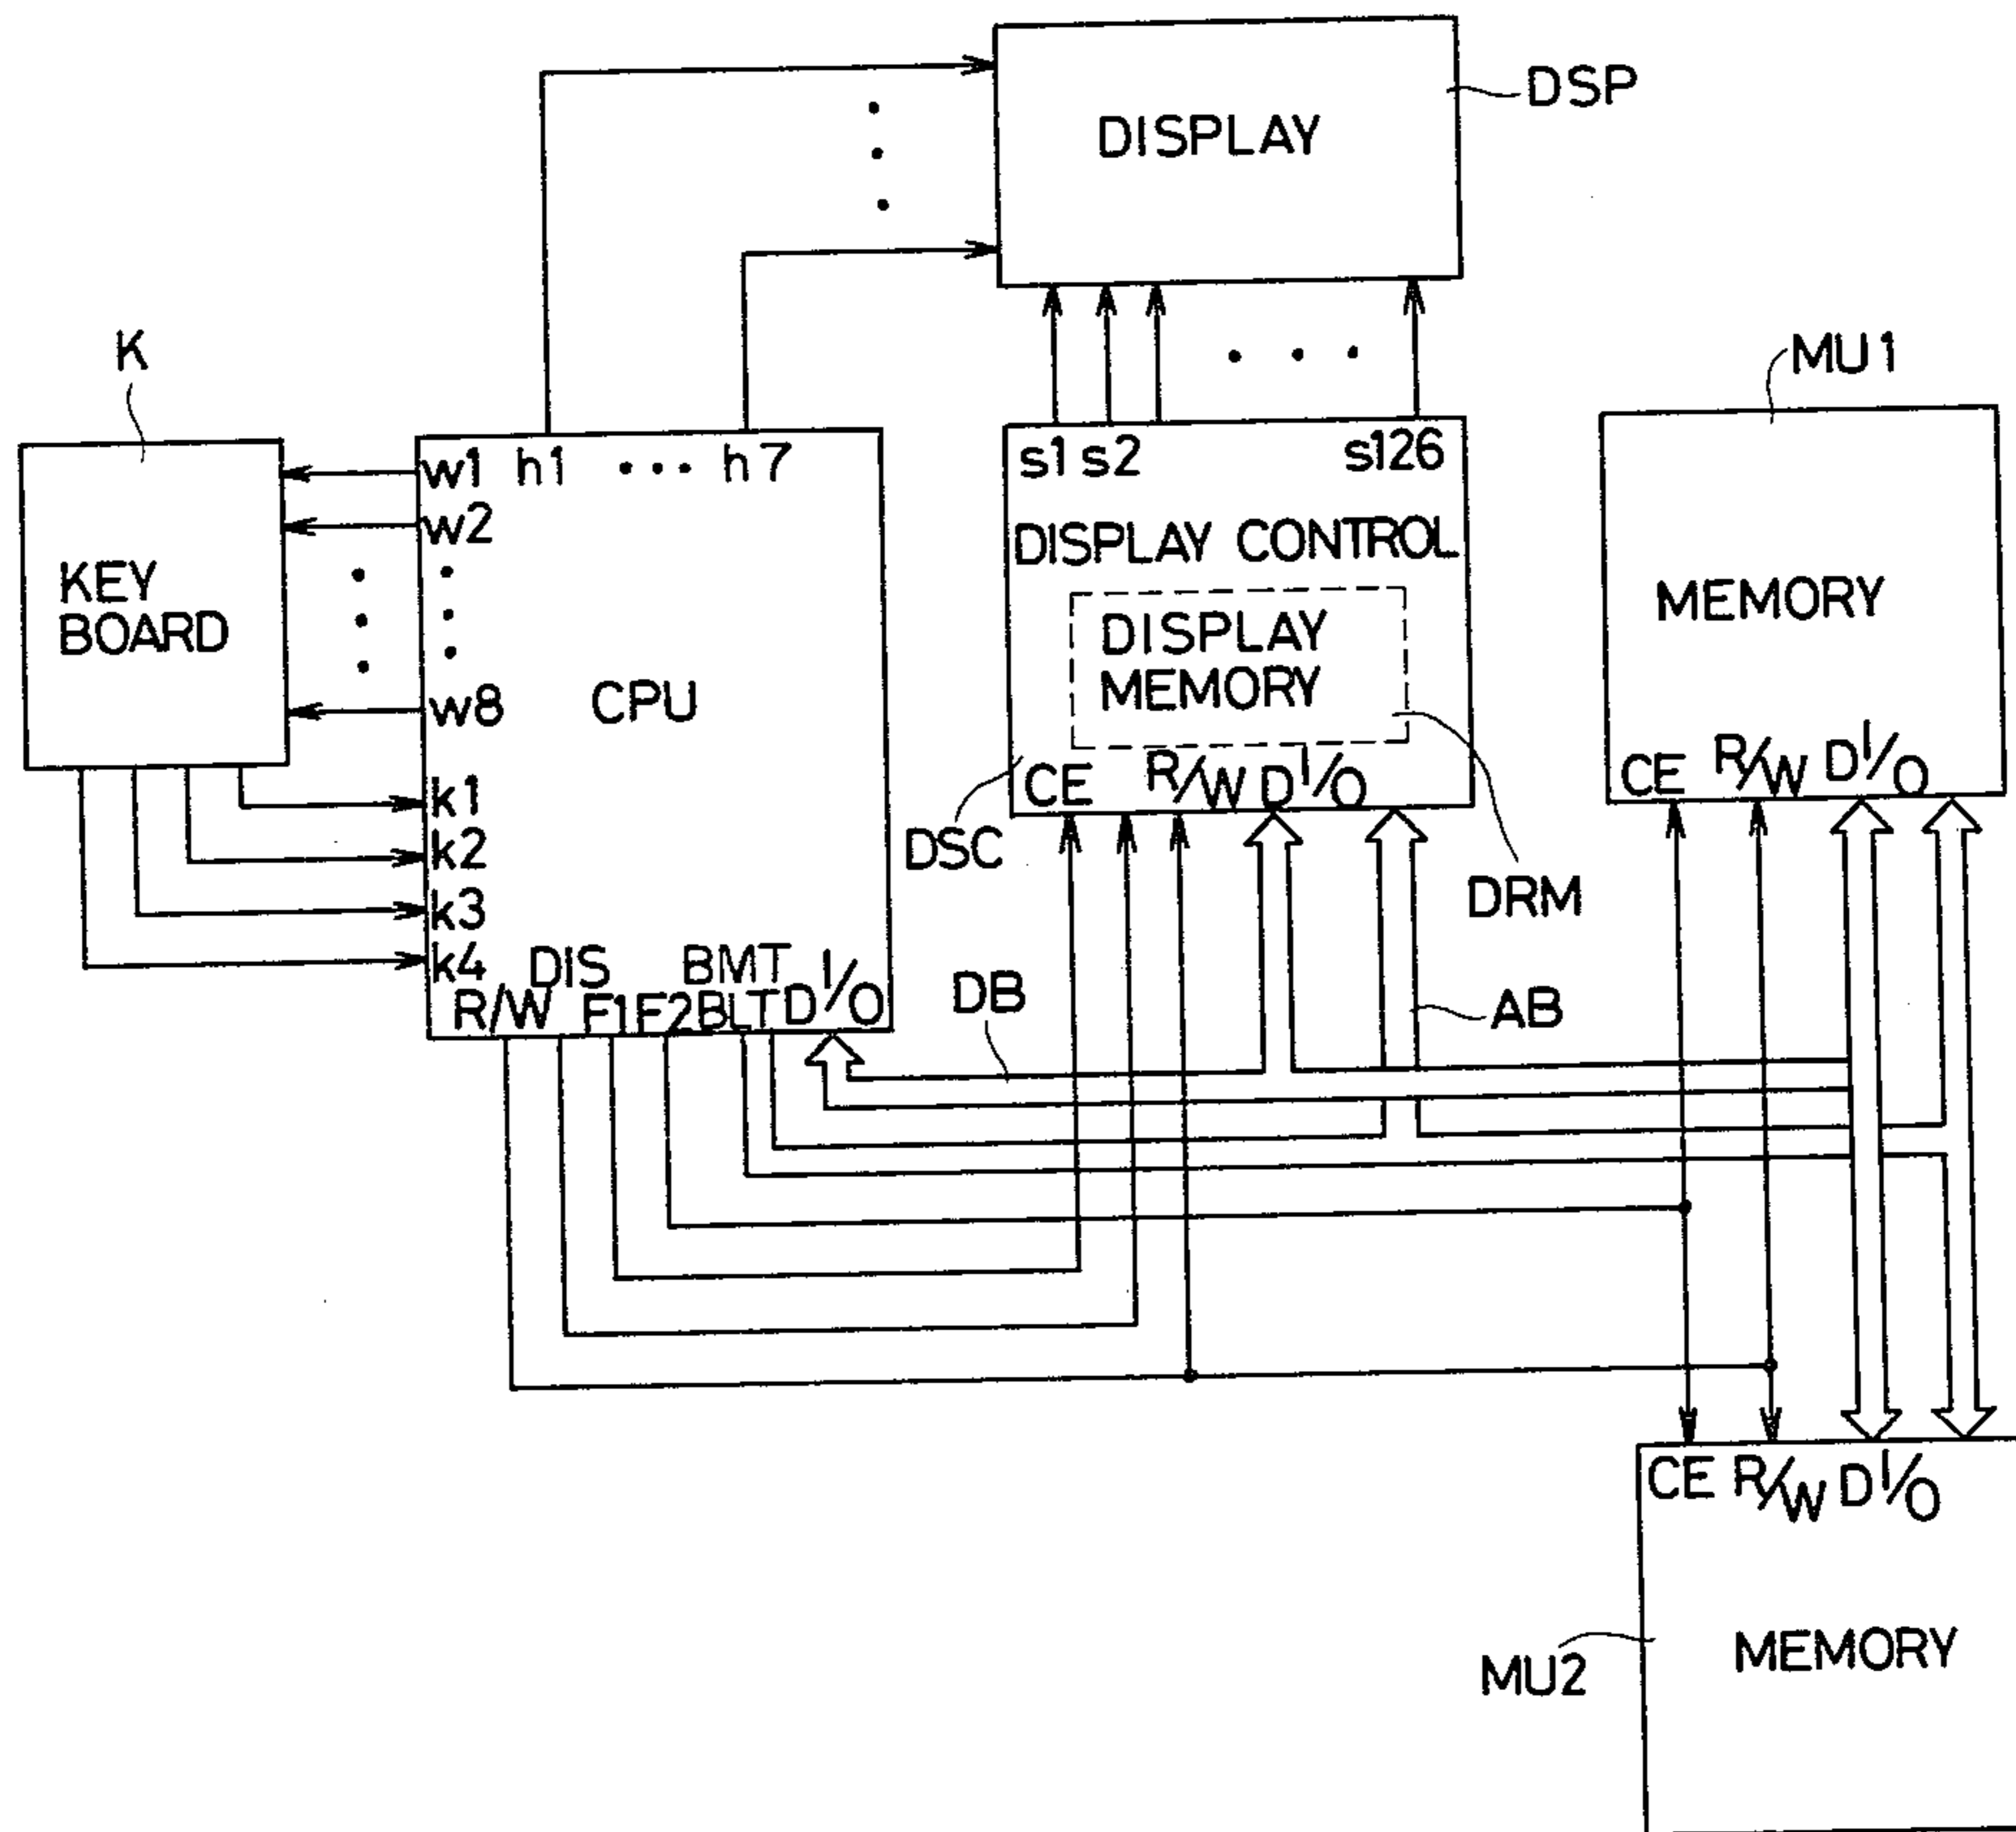 DISPLAY
DSP
K
MU1
KEY
BOARD
w1 h1 ... h7
w2
w8
CPU
k1
k2
k3
k4
DIS
BMT
R/W
F1 F2
BLT
D I/O
s1 s2
s126
DISPLAY CONTROL
DISPLAY
MEMORY
CE
R/W
D I/O
DSC
DRM
MEMORY
CE
R/W
D I/O
DB
AB
CE
R/W
D I/O
MEMORY
MU2